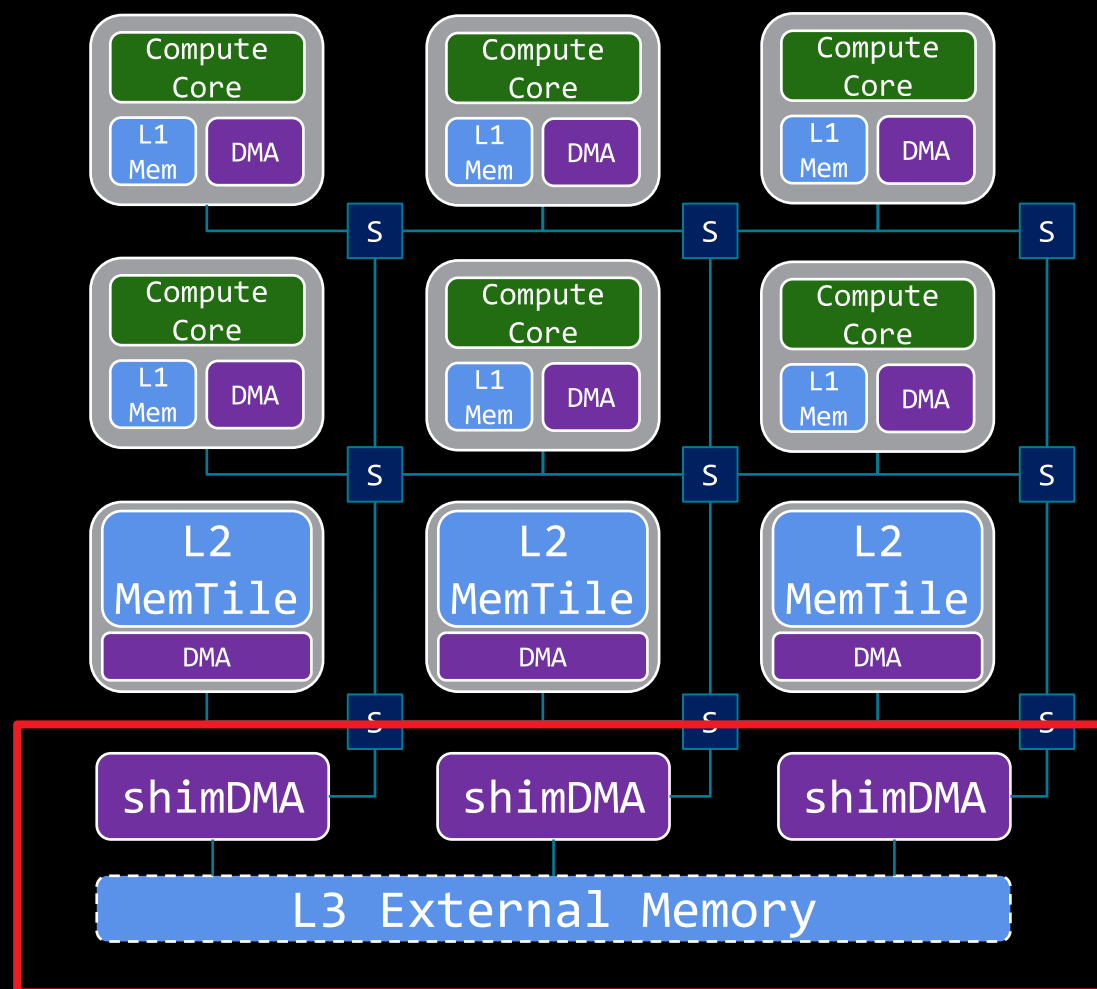 Compute
Core
L1
Mem
DMA
Compute
Core
L1
Mem
DMA
Compute
Core
L1
Mem
DMA
S
S
S
Compute
Core
L1
Mem
DMA
Compute
Core
L1
Mem
DMA
Compute
Core
L1
Mem
DMA
S
S
S
L2
MemTile
DMA
L2
MemTile
DMA
L2
MemTile
DMA
S
S
S
shimDMA
shimDMA
shimDMA
L3 External Memory